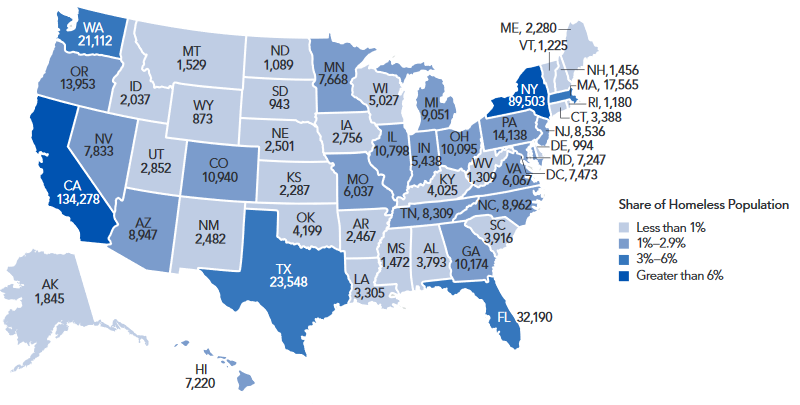 WA
21,112
OR
13,953
CA
134,278
NV
7,833
ID
2,037
MT
1,529
WY
873
UT
2,852
AZ
8,947
CO
10,940
NM
2,482
ND
1,089
SD
943
NE
2,501
KS
2,287
OK
4,199
TX
23,548
MN
7,668
IA
2,756
MO
6,037
AR
2,467
LA
3,305
WI
5,027
IL
10,798
MI
9,051
IN
5,438
OH
10,095
KY
4,025
TN, 8,309
MS
1,472
AL
3,793
GA
10,174
FL 32,190
SC
3,916
NC, 8,962
VA
6,067
WV
1,309
PA
14,138
NY
89,503
ME, 2,280
VT, 1,225
NH, 1,456
MA, 17,565
RI, 1,180
CT, 3,388
NJ, 8,536
DE, 994
MD, 7,247
DC, 7,473
AK
1,845
HI
7,220
Share of Homeless Population
Less than 1%
1%–2.9%
3%–6%
Greater than 6%